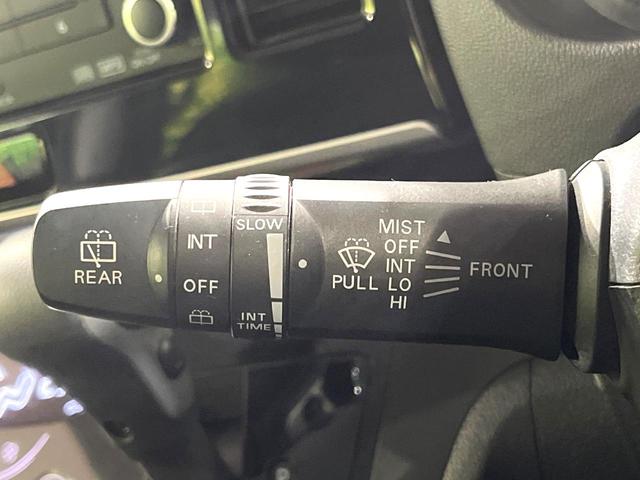 REAR
INT
OFF
SLOW
INT
TIME
PULL
MIST
OFF
INT
LO
HI
FRONT